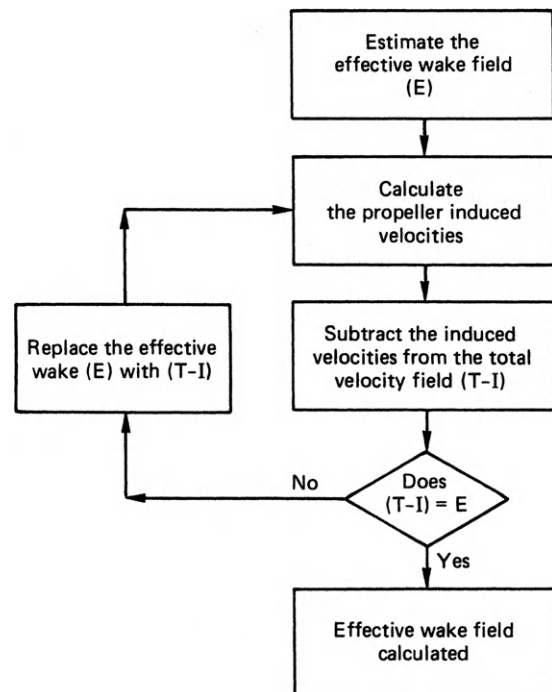 Estimate the
effective wake field
(E)
Calculate
the propeller induced
velocities
Subtract the induced
velocities from the total
velocity field (T-I)
Replace the effective
wake (E) with (T-I)
Does
(T-I) = E
No
Yes
Effective wake field
calculated